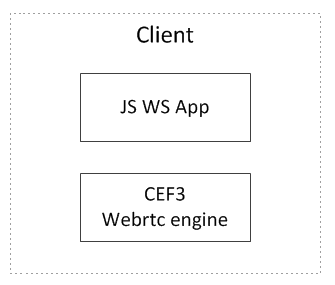 Client
JS WS App
CEF3
Webrtc engine